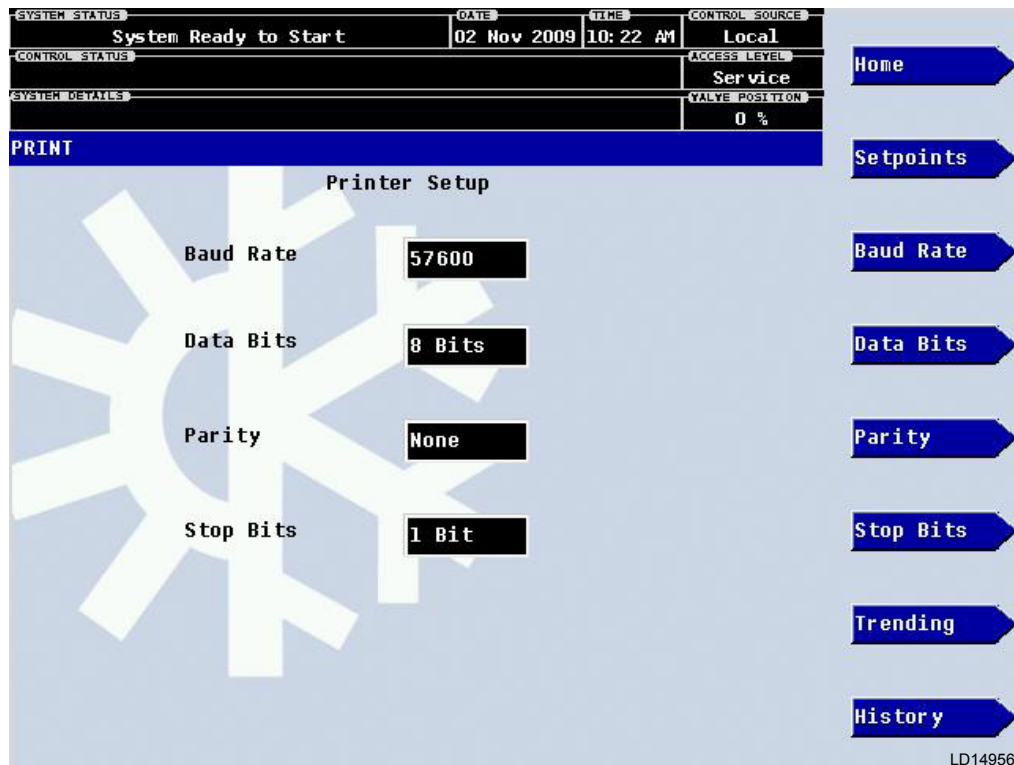 SYSTEM STATUS
System Ready to Start
DATE
02 Nov 2009
TIME
10:22 AM
CONTROL SOURCE
Local
CONTROL STATUS
ACCESS LEVEL
Service
SYSTEM DETAILS
VALVE POSITION
0 %
PRINT
Printer Setup
Baud Rate 57600
Data Bits 8 Bits
Parity None
Stop Bits 1 Bit
Home
Setpoints
Baud Rate
Data Bits
Parity
Stop Bits
Trending
History
LD14956